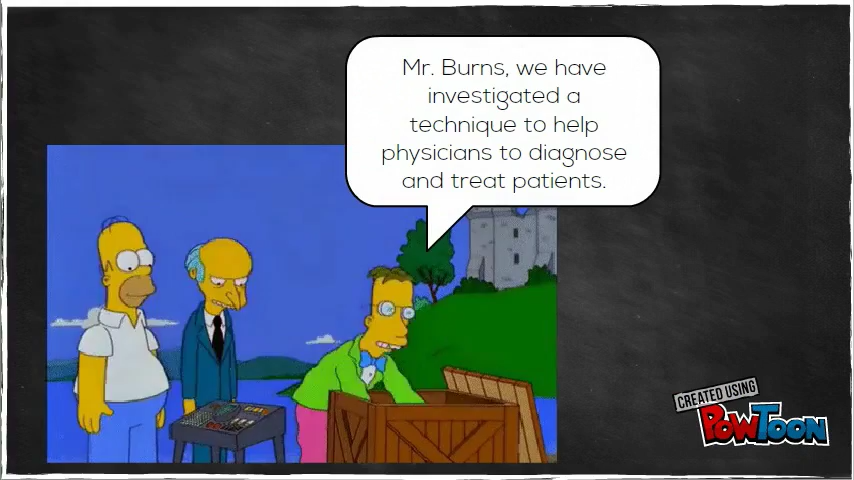 Mr. Burns, we have
investigated a
technique to help
physicians to diagnose
and treat patients.
CREATED USING
POWTOON